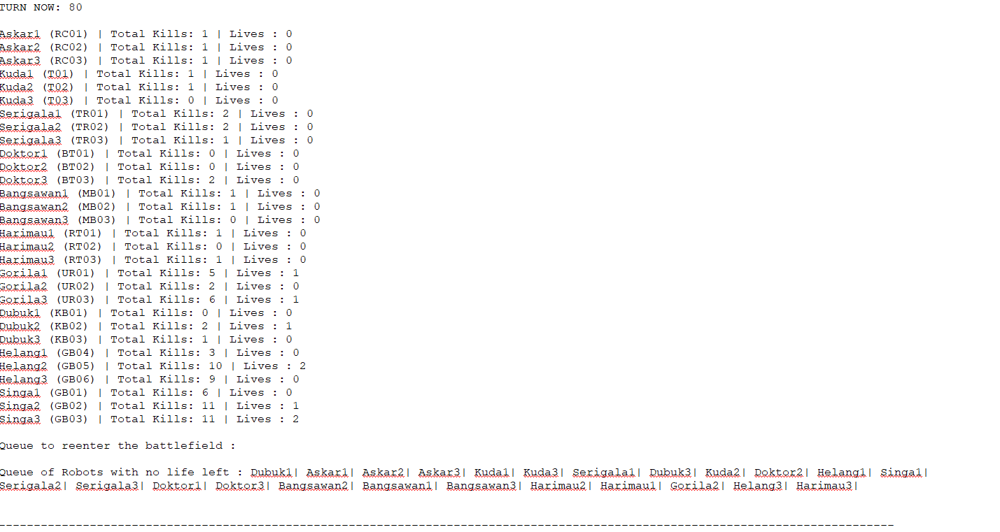 TURN NOW: 80
Askar1 (RC01) | Total Kills: 1 | Lives : 0
Askar2 (RC02) | Total Kills: 1 | Lives : 0
Askar3 (RC03) | Total Kills: 1 | Lives : 0
Kuda1 (T01) | Total Kills: 1 | Lives : 0
Kuda2 (T02) | Total Kills: 1 | Lives : 0
Kuda3 (T03) | Total Kills: 0 | Lives : 0
Serigala1 (TR01) | Total Kills: 2 | Lives : 0
Serigala2 (TR02) | Total Kills: 2 | Lives : 0
Serigala3 (TR03) | Total Kills: 1 | Lives : 0
Doktor1 (BT01) | Total Kills: 0 | Lives : 0
Doktor2 (BT02) | Total Kills: 0 | Lives : 0
Doktor3 (BT03) | Total Kills: 2 | Lives : 0
Bangsawan1 (MB01) | Total Kills: 1 | Lives : 0
Bangsawan2 (MB02) | Total Kills: 1 | Lives : 0
Bangsawan3 (MB03) | Total Kills: 0 | Lives : 0
Harimau1 (RT01) | Total Kills: 1 | Lives : 0
Harimau2 (RT02) | Total Kills: 0 | Lives : 0
Harimau3 (RT03) | Total Kills: 1 | Lives : 0
Gorila1 (UR01) | Total Kills: 5 | Lives : 1
Gorila2 (UR02) | Total Kills: 2 | Lives : 0
Gorila3 (UR03) | Total Kills: 6 | Lives : 1
Dubuk1 (KB01) | Total Kills: 0 | Lives : 0
Dubuk2 (KB02) | Total Kills: 2 | Lives : 1
Dubuk3 (KB03) | Total Kills: 1 | Lives : 0
Helang1 (GB04) | Total Kills: 3 | Lives : 0
Helang2 (GB05) | Total Kills: 10 | Lives : 2
Helang3 (GB06) | Total Kills: 9 | Lives : 0
Singa1 (GB01) | Total Kills: 6 | Lives : 0
Singa2 (GB02) | Total Kills: 11 | Lives : 1
Singa3 (GB03) | Total Kills: 11 | Lives : 2
Queue to reenter the battlefield :
Queue of Robots with no life left : Dubuk1| Askar1| Askar2| Askar3| Kuda1| Kuda3| Serigala1| Dubuk3| Kuda2| Doktor2| Helang1| Singa1|
Serigala2| Serigala3| Doktor1| Doktor3| Bangsawan2| Bangsawan1| Bangsawan3| Harimau2| Harimau1| Gorila2| Helang3| Harimau3|